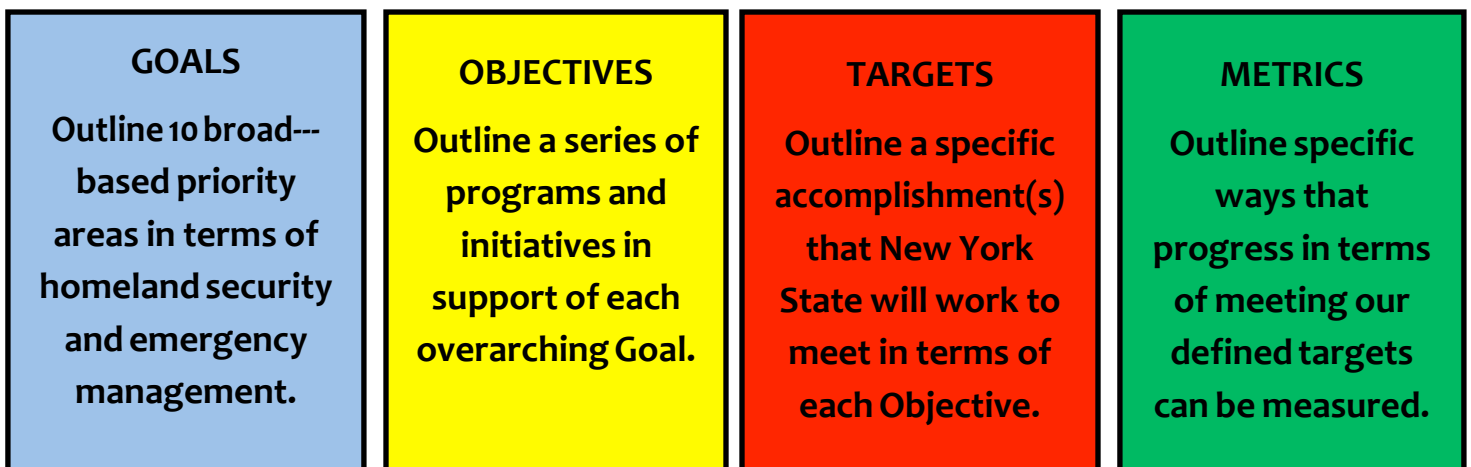 GOALS
Outline 10 broad---
based priority
areas in terms of
homeland security
and emergency
management.
OBJECTIVES
Outline a series of
programs and
initiatives in
support of each
overarching Goal.
TARGETS
Outline a specific
accomplishment(s)
that New York
State will work to
meet in terms of
each Objective.
METRICS
Outline specific
ways that
progress in terms
of meeting our
defined targets
can be measured.